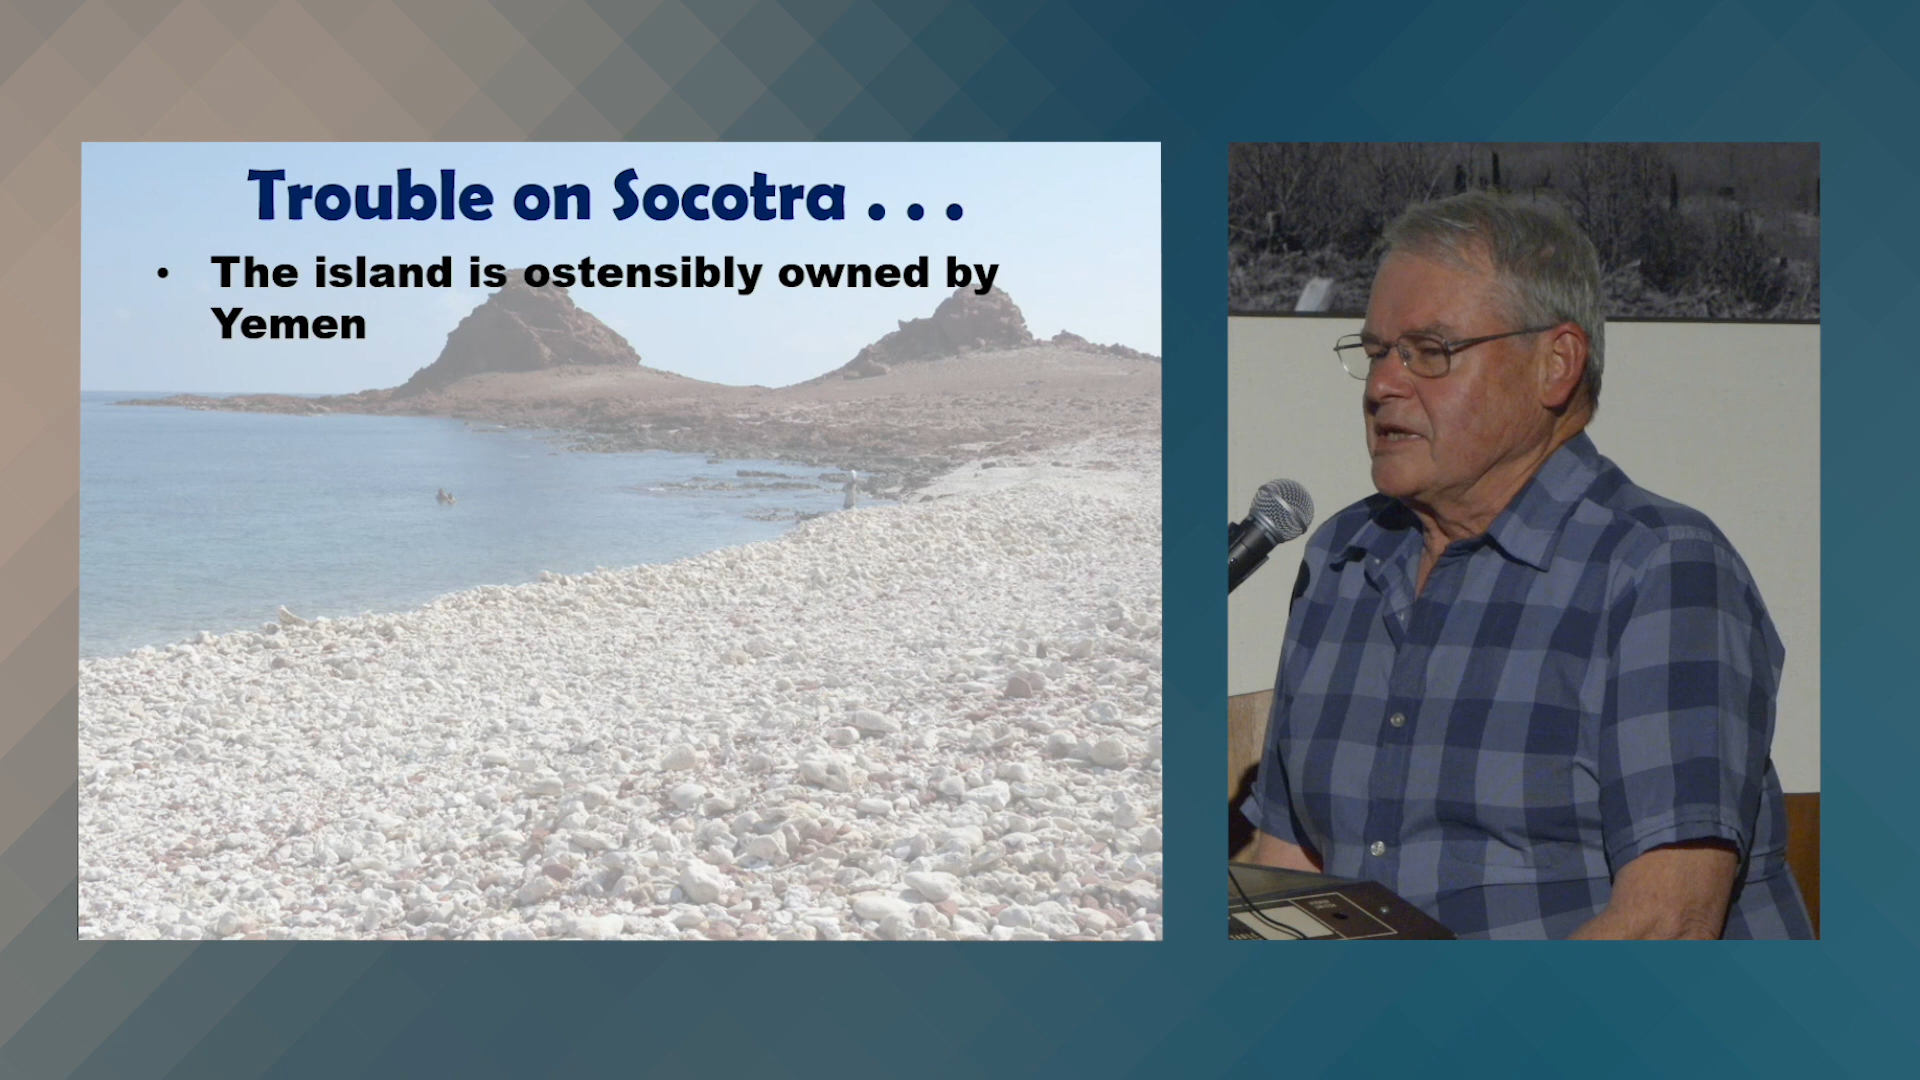 Trouble on Socotra . . .
• The island is ostensibly owned by
Yemen